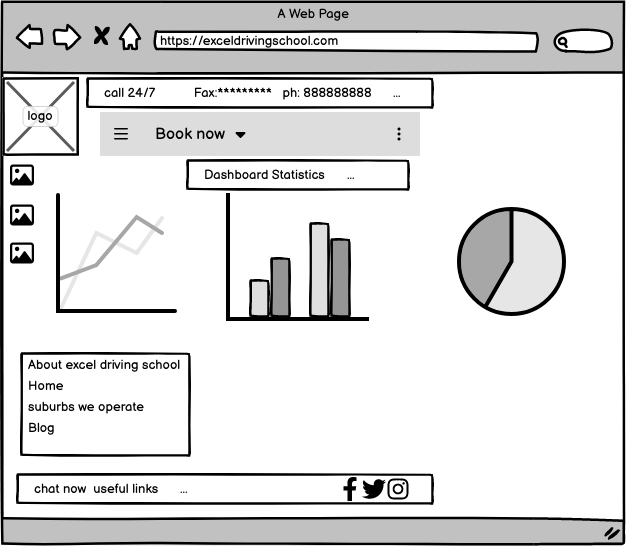 A Web Page
https://exceldrivingschool.com
logo
call 24/7 Fax:********* ph: 888888888 ...
Book now
Dashboard Statistics ...
About excel driving school
Home
suburbs we operate
Blog
chat now useful links ...